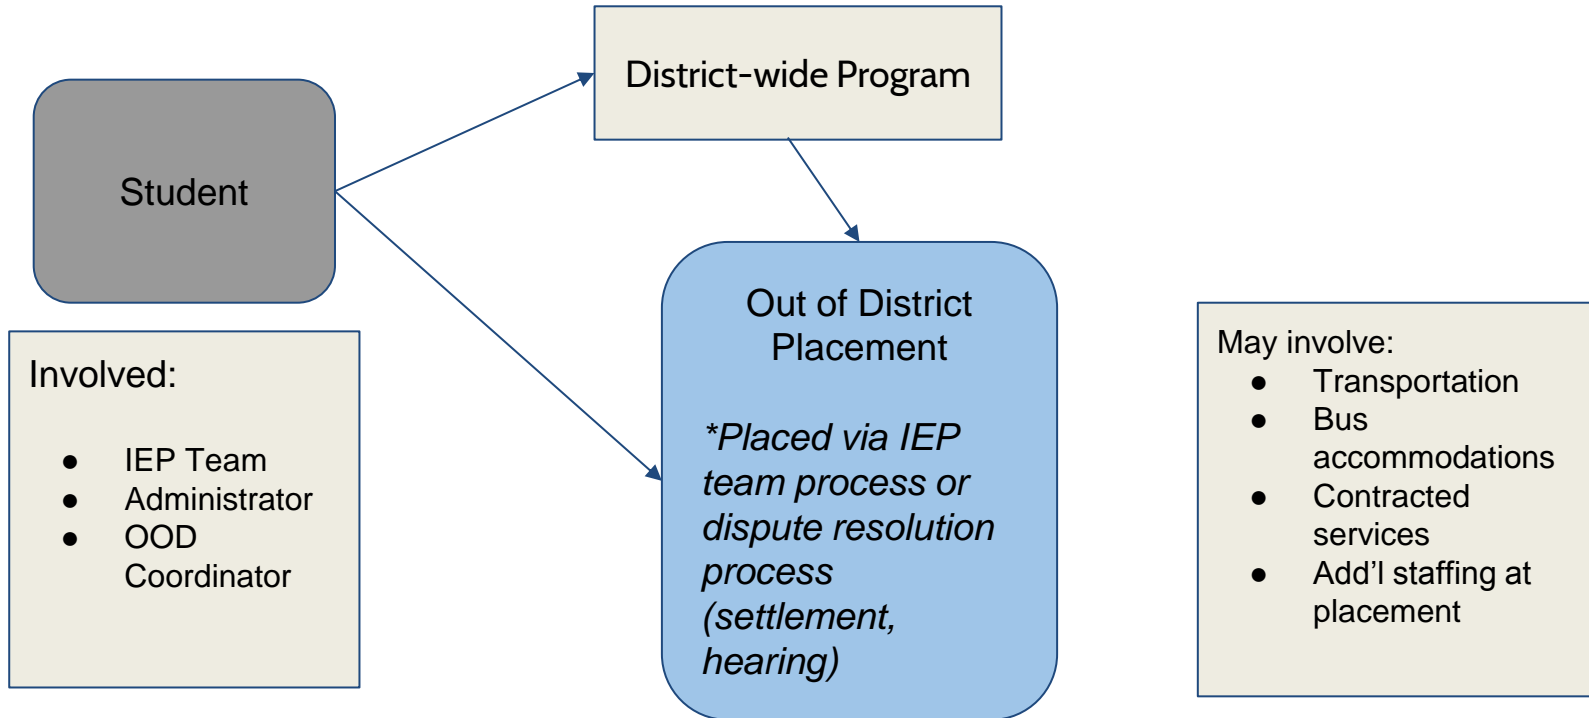 District-wide Program
Student
Out of District
Placement
*Placed via IEP
team process or
dispute resolution
process
(settlement,
hearing)
Involved:
● IEP Team
● Administrator
● OOD
Coordinator
May involve:
● Transportation
● Bus
accommodations
● Contracted
services
● Add’l staffing at
placement